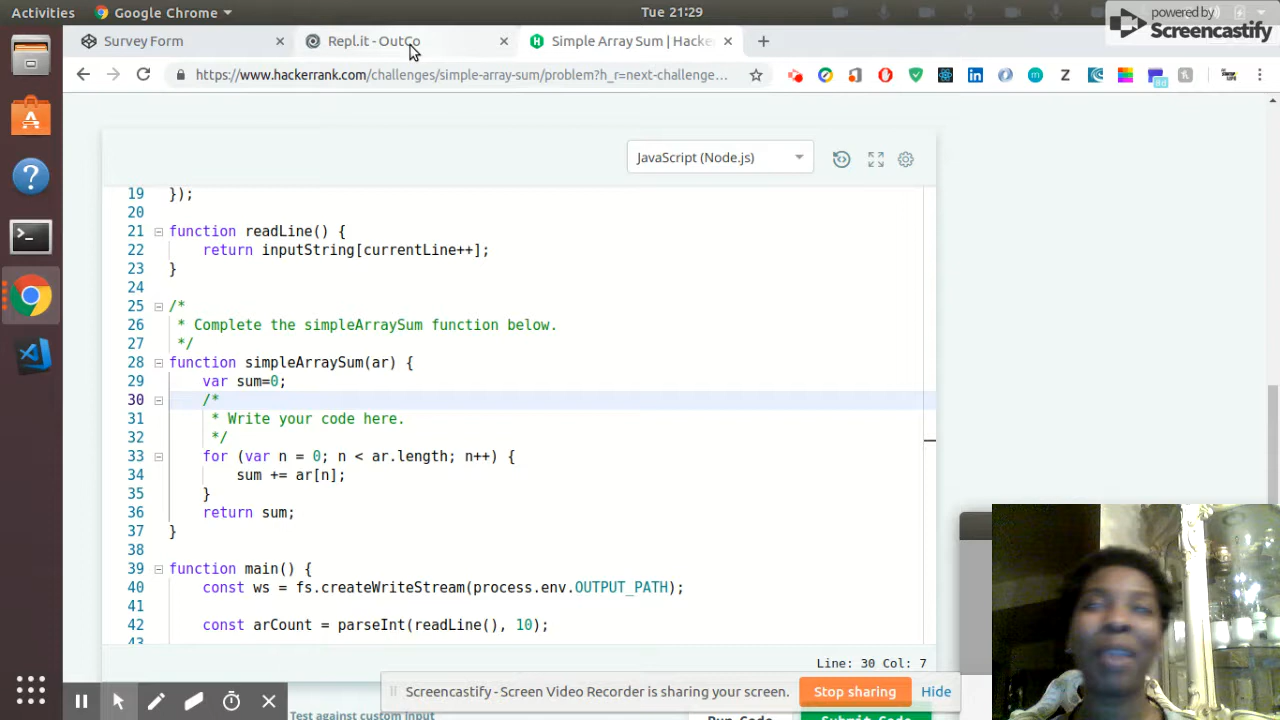 Activities
Google Chrome
Tue 21:29
powered by
Screencastify
Survey Form
Repl.it - OutCo
Simple Array Sum | Hacke
https://www.hackerrank.com/challenges/simple-array-sum/problem?h_r=next-challenge...
JavaScript (Node.js)
19 });
20
21 function readLine() {
22 return inputString[currentLine++];
23 }
24
25 /*
26 * Complete the simpleArraySum function below.
27 */
28 function simpleArraySum(ar) {
29 var sum=0;
30 /*
31 * Write your code here.
32 */
33 for (var n = 0; n < ar.length; n++) {
34 sum += ar[n];
35 }
36 return sum;
37 }
38
39 function main() {
40 const ws = fs.createWriteStream(process.env.OUTPUT_PATH);
41
42 const arCount = parseInt(readLine(), 10);
43
Line: 30 Col: 7
Screencastify - Screen Video Recorder is sharing your screen.
Stop sharing
Hide
Test against custom input
Run Code
Submit Code